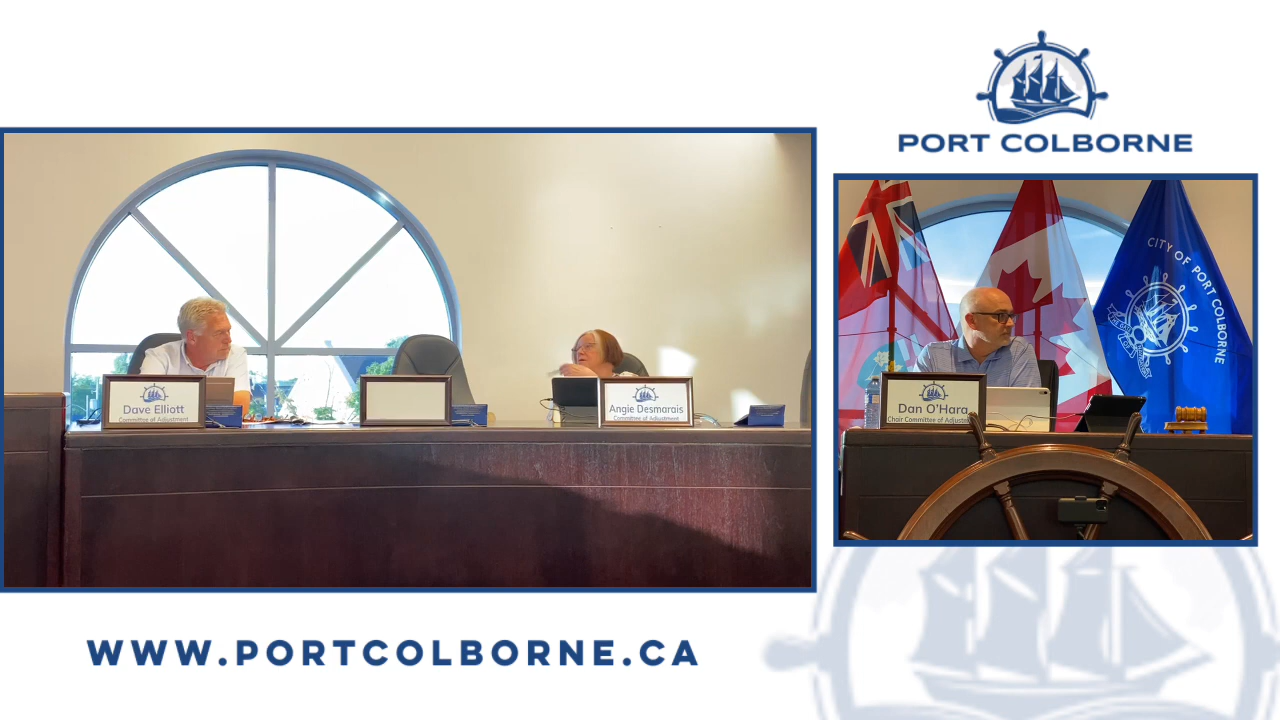 PORT COLBORNE
CITY OF PORT COLBORNE
Dave Elliott
Committee of Adjustment
Angie Desmarais
Committee of Adjustment
Dan O'Hara
Chair Committee of Adjust
WWW.PORTCOLBORNE.CA